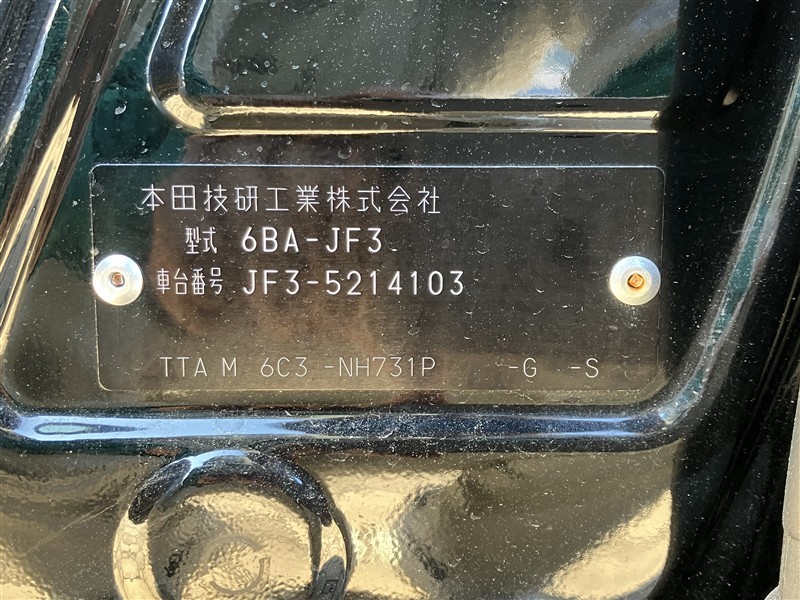 本田技研工業株式会社
型式 6BA-JF3
車台番号 JF3-5214103
TTA M 6C3 -NH731P -G -S